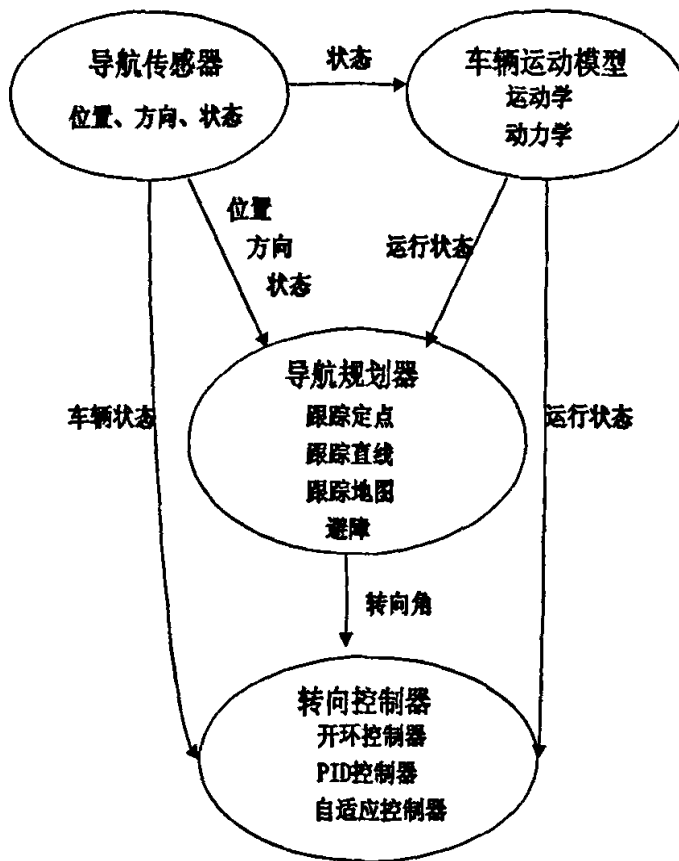 导航传感器
位置、方向、状态
状态
车辆运动模型
运动学
动力学
位置
方向
状态
运行状态
导航规划器
跟踪定点
跟踪直线
跟踪地图
避障
车辆状态
运行状态
转向角
转向控制器
开环控制器
PID控制器
自适应控制器